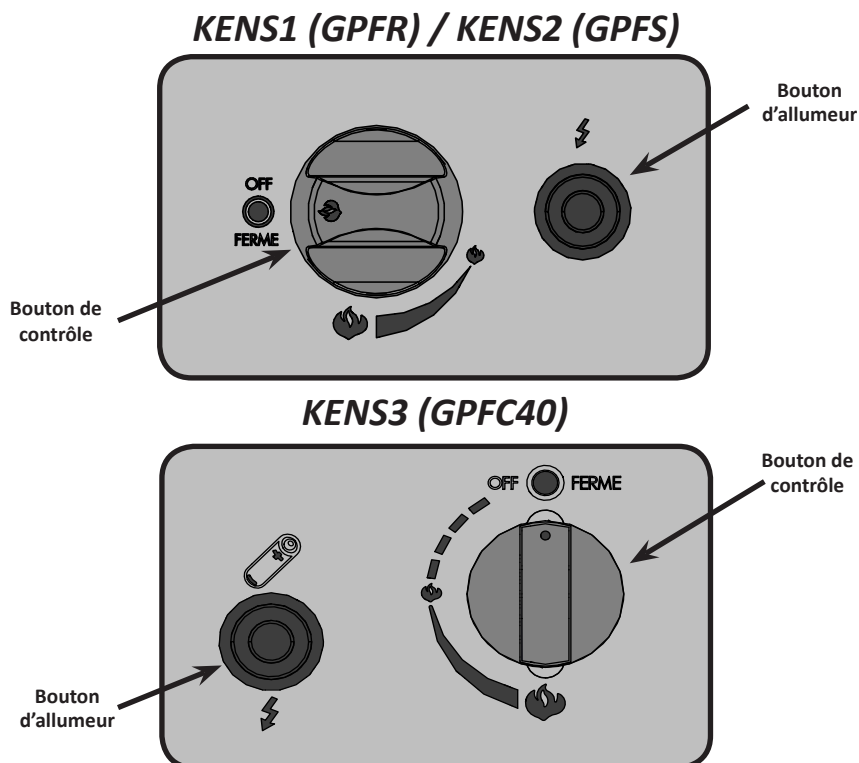 KENS1 (GPFR) / KENS2 (GPFS)
Bouton
d’allumeur
OFF
FERME
Bouton de
contrôle
KENS3 (GPFC40)
OFF FERME
Bouton de
contrôle
+
Bouton
d’allumeur